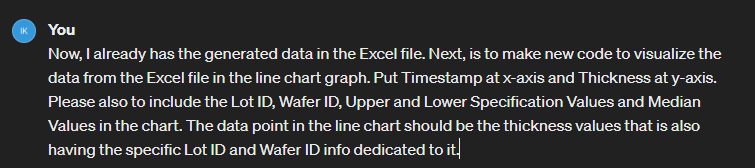 IK You
Now, I already has the generated data in the Excel file. Next, is to make new code to visualize the
data from the Excel file in the line chart graph. Put Timestamp at x-axis and Thickness at y-axis.
Please also to include the Lot ID, Wafer ID, Upper and Lower Specification Values and Median
Values in the chart. The data point in the line chart should be the thickness values that is also
having the specific Lot ID and Wafer ID info dedicated to it.